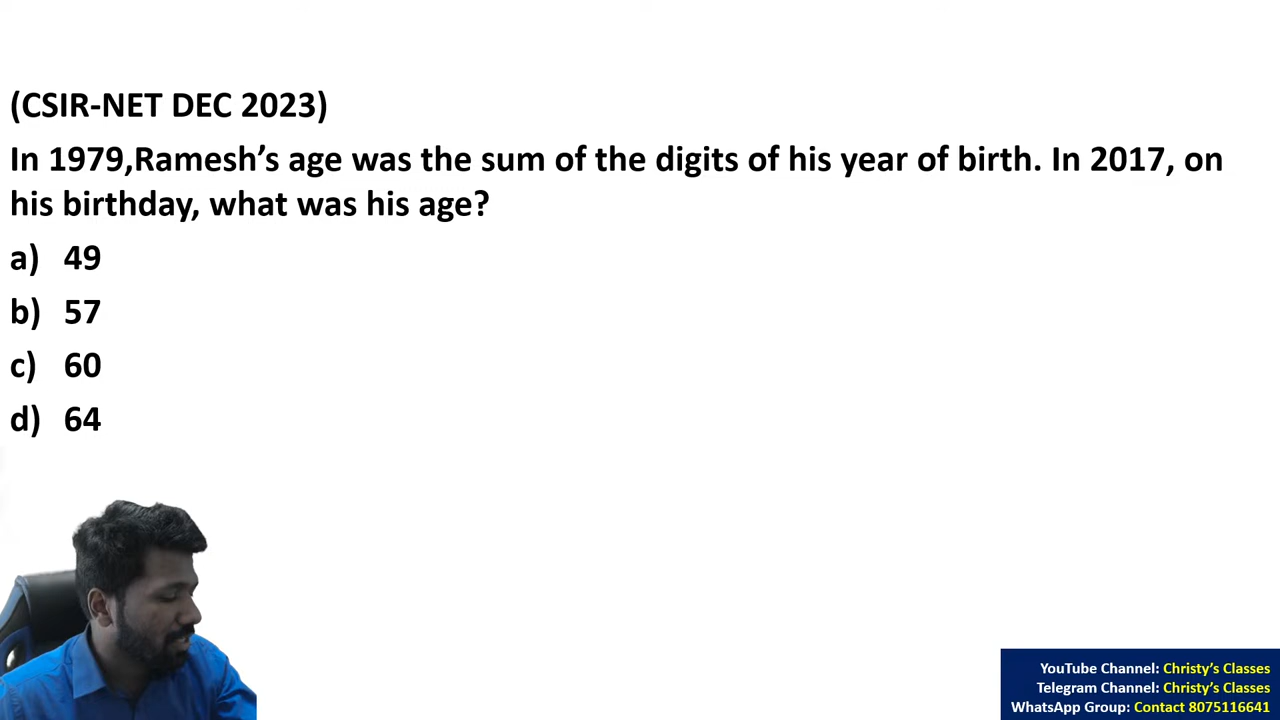 (CSIR-NET DEC 2023)
In 1979,Ramesh’s age was the sum of the digits of his year of birth. In 2017, on
his birthday, what was his age?
a) 49
b) 57
c) 60
d) 64
YouTube Channel: Christy’s Classes
Telegram Channel: Christy’s Classes
WhatsApp Group: Contact 8075116641